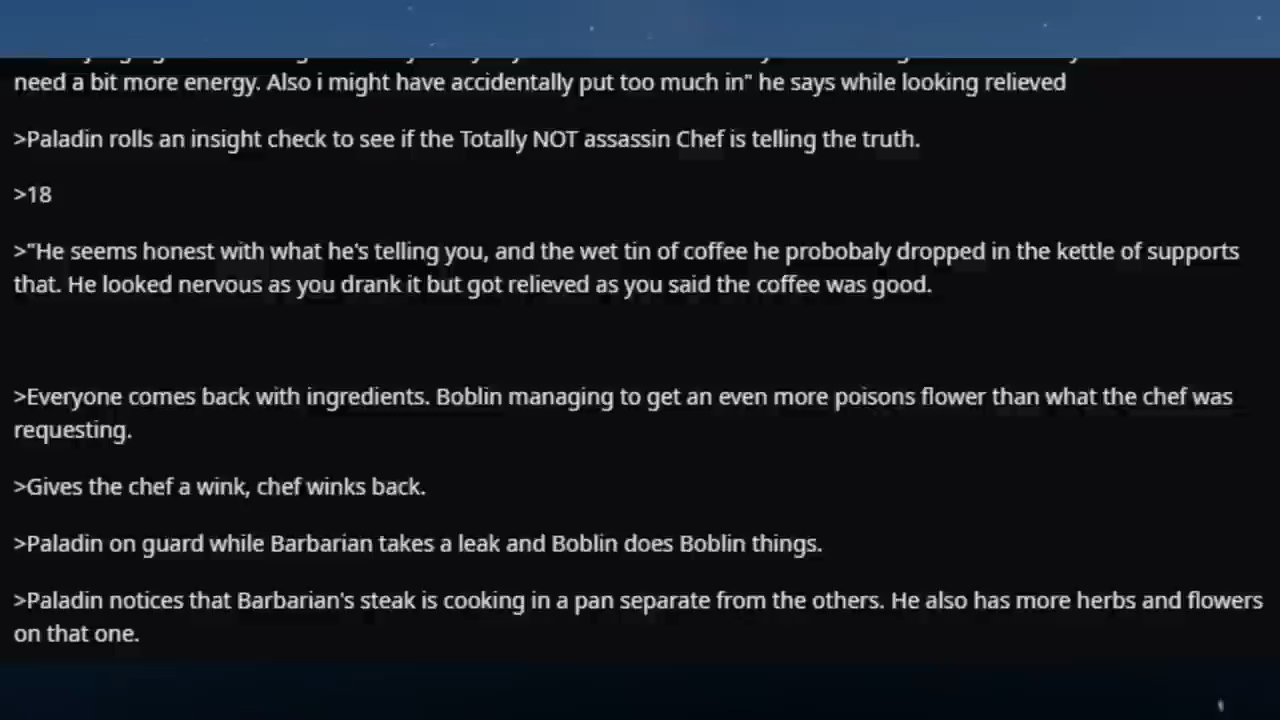 need a bit more energy. Also i might have accidentally put too much in" he says while looking relieved
>Paladin rolls an insight check to see if the Totally NOT assassin Chef is telling the truth.
>18
>"He seems honest with what he's telling you, and the wet tin of coffee he probobaly dropped in the kettle of supports
that. He looked nervous as you drank it but got relieved as you said the coffee was good.
>Everyone comes back with ingredients. Boblin managing to get an even more poisons flower than what the chef was
requesting.
>Gives the chef a wink, chef winks back.
>Paladin on guard while Barbarian takes a leak and Boblin does Boblin things.
>Paladin notices that Barbarian's steak is cooking in a pan separate from the others. He also has more herbs and flowers
on that one.